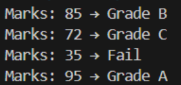 Marks: 85 → Grade B
Marks: 72 → Grade C
Marks: 35 → Fail
Marks: 95 → Grade A